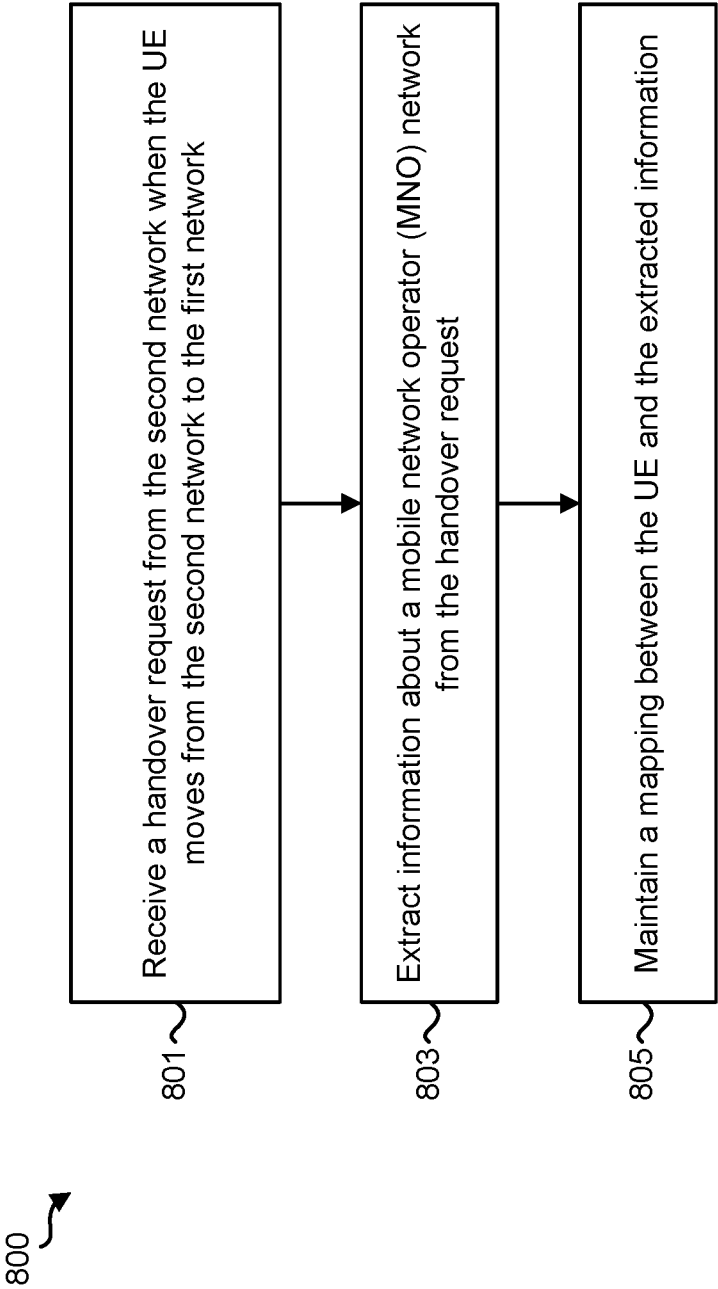 800
801
Receive a handover request from the second network when the UE
moves from the second network to the first network
803
Extract information about a mobile network operator (MNO) network
from the handover request
805
Maintain a mapping between the UE and the extracted information